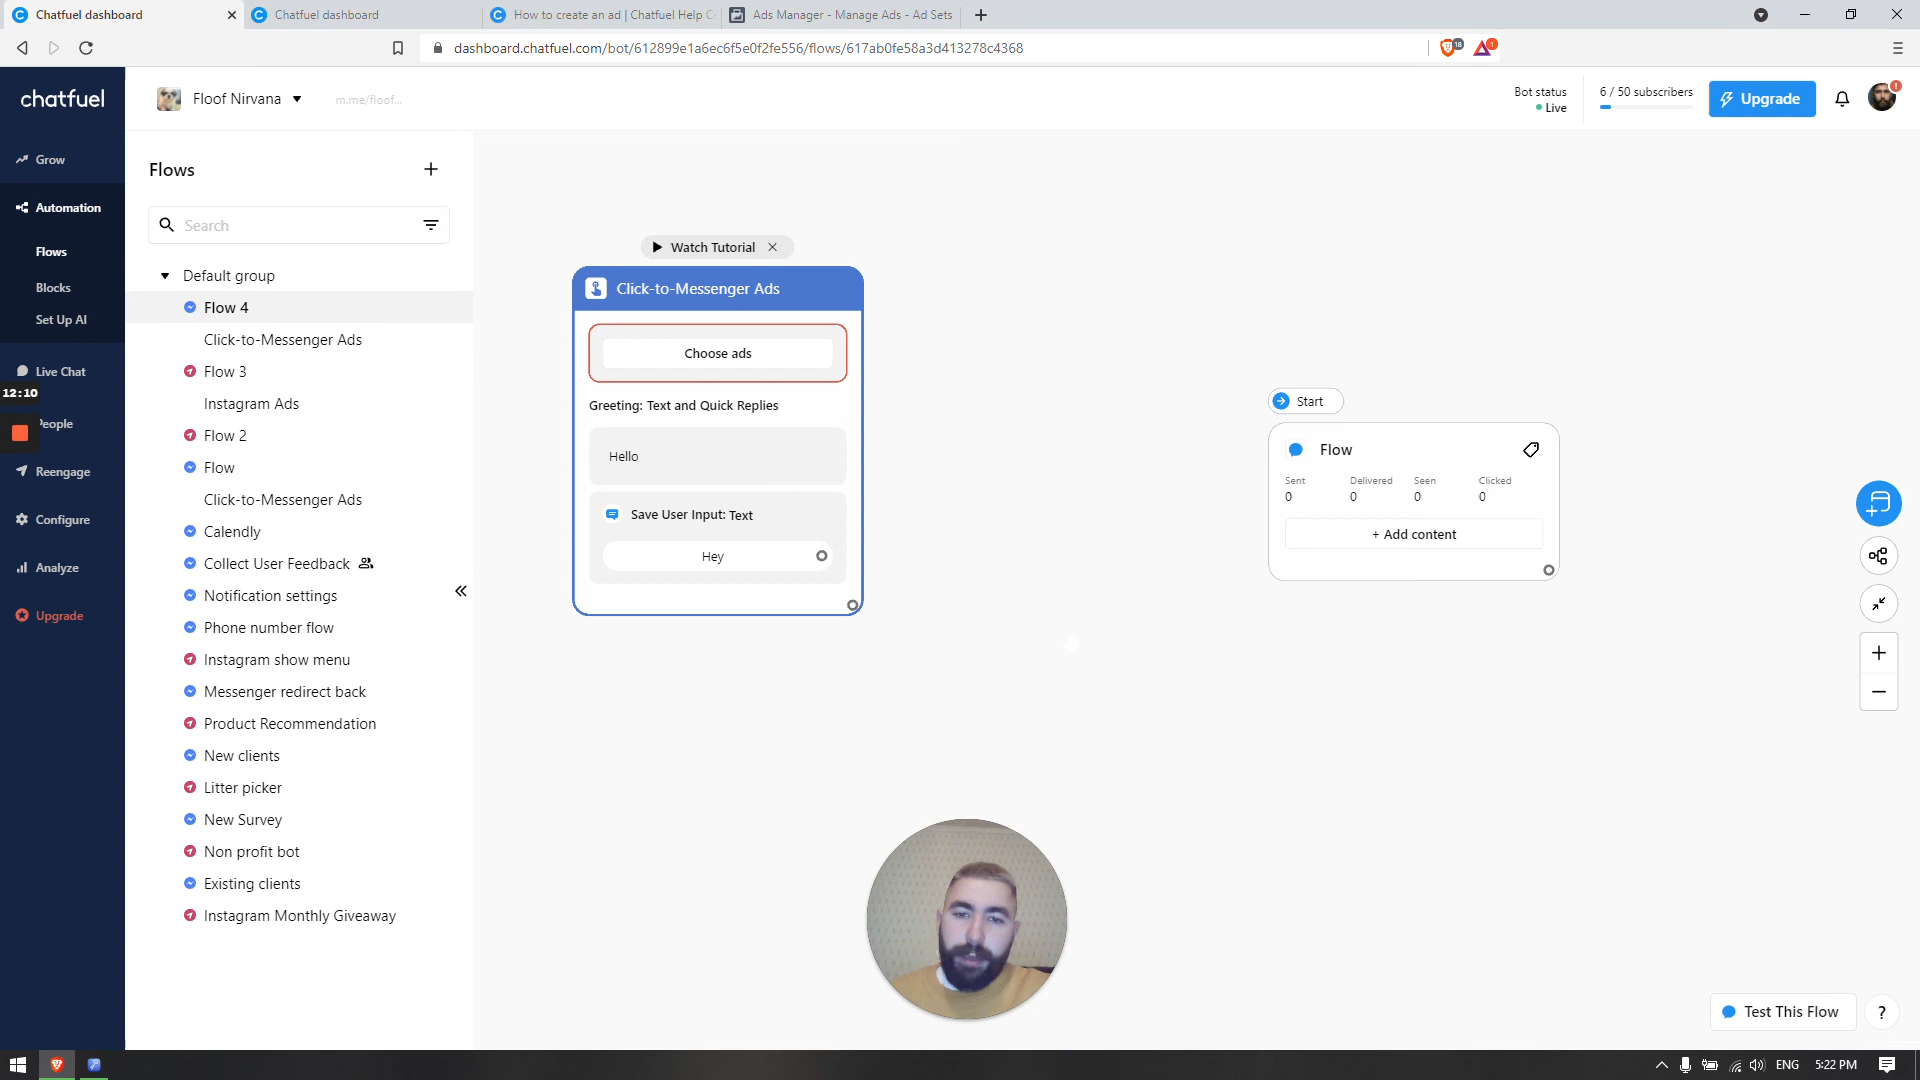 Chatfuel dashboard
Chatfuel dashboard
How to create an ad | Chatfuel Help C
Ads Manager - Manage Ads - Ad Sets
dashboard.chatfuel.com/bot/612899e1a6ec6f5e0f2fe556/flows/617ab0fe58a3d413278c4368
18
1
chatfuel
Floof Nirvana
m.me/floof...
Bot status
Live
6 / 50 subscribers
Upgrade
Grow
Automation
Flows
Blocks
Set Up AI
Live Chat
12:10
People
Reengage
Configure
Analyze
Upgrade
Flows
Search
Default group
Flow 4
Click-to-Messenger Ads
Flow 3
Instagram Ads
Flow 2
Flow
Click-to-Messenger Ads
Calendly
Collect User Feedback
Notification settings
Phone number flow
Instagram show menu
Messenger redirect back
Product Recommendation
New clients
Litter picker
New Survey
Non profit bot
Existing clients
Instagram Monthly Giveaway
Watch Tutorial
Click-to-Messenger Ads
Choose ads
Greeting: Text and Quick Replies
Hello
Save User Input: Text
Hey
Start
Flow
Sent Delivered Seen Clicked
0 0 0 0
+ Add content
Test This Flow
?
ENG
5:22 PM